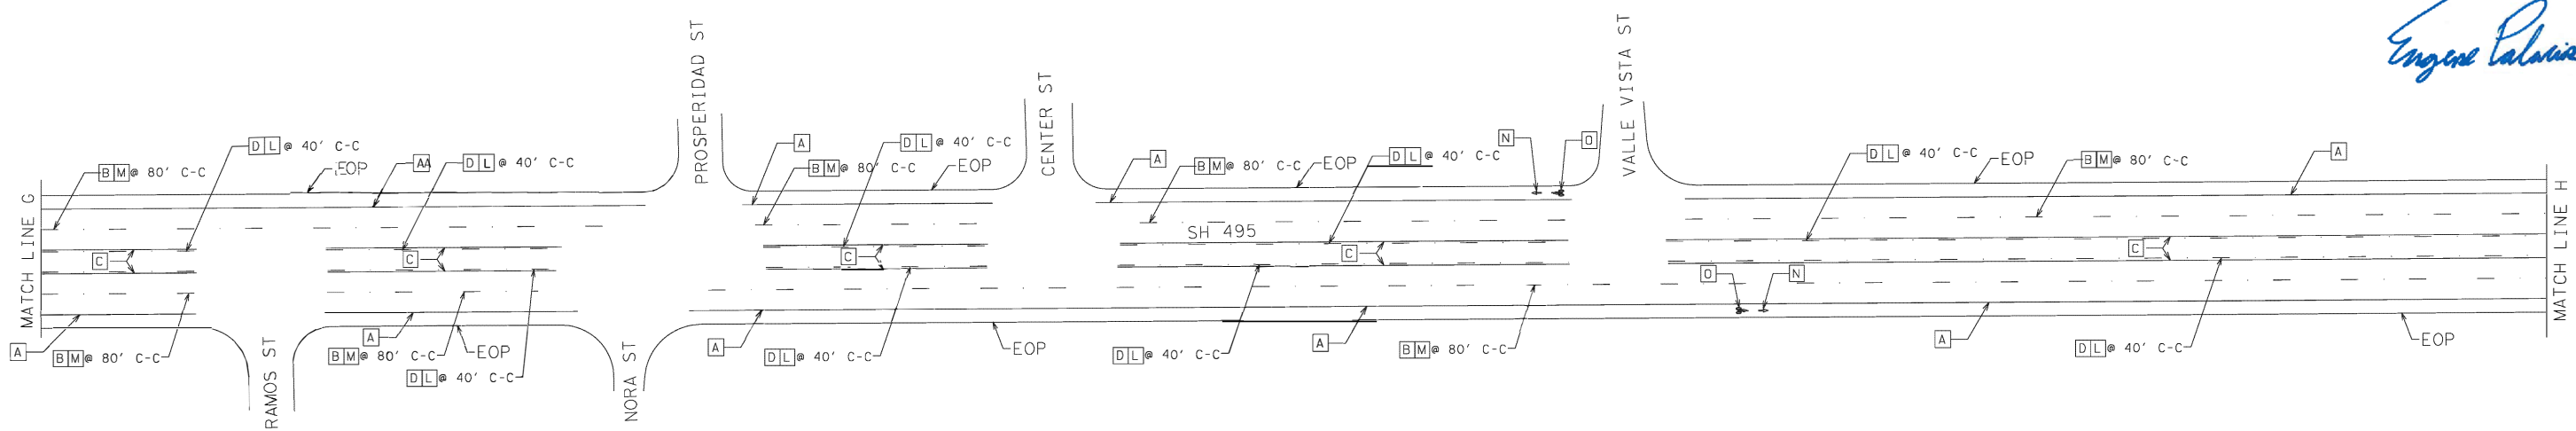 Eugene Palacios
PROSPERIDAD ST
CENTER ST
VALLE VISTA ST
D L @ 40' C-C
EOP
AA
D L @ 40' C-C
A
D L @ 40' C-C
B M @ 80' C-C
EOP
A
B M @ 80' C-C
EOP
D L @ 40' C-C
N
O
D L @ 40' C-C
EOP
B M @ 80' C-C
A
B M @ 80' C-C
MATCH LINE G
MATCH LINE H
SH 495
C
C
C
C
C
O
N
A
B M @ 80' C-C
RAMOS ST
A
B M @ 80' C-C
EOP
D L @ 40' C-C
NORA ST
A
D L @ 40' C-C
EOP
D L @ 40' C-C
A
B M @ 80' C-C
A
D L @ 40' C-C
EOP